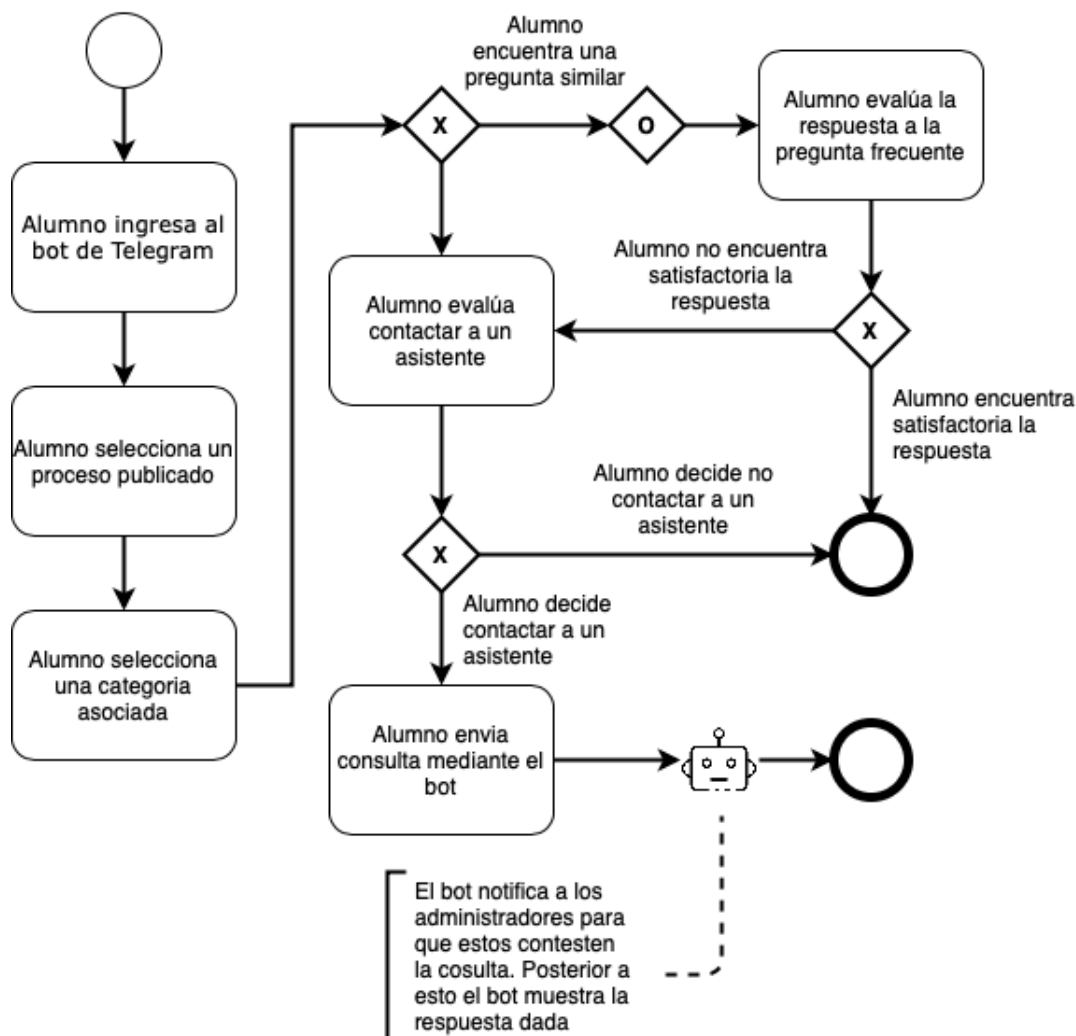 Alumno
encuentra una
pregunta similar
X
O
Alumno evalúa la
respuesta a la
pregunta frecuente
Alumno ingresa al
bot de Telegram
Alumno no encuentra
satisfactoria la
respuesta
X
Alumno evalúa
contactar a un
asistente
Alumno encuentra
satisfactoria la
respuesta
Alumno selecciona un
proceso publicado
Alumno decide no
contactar a un
asistente
X
Alumno decide
contactar a un
asistente
Alumno selecciona
una categoria
asociada
Alumno envia
consulta mediante el
bot
El bot notifica a los
administradores para
que estos contesten
la cosulta. Posterior a
esto el bot muestra la
respuesta dada